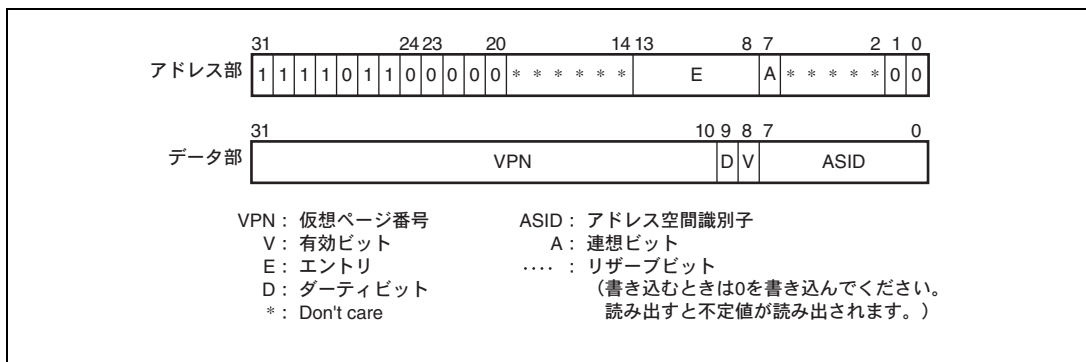 31 24 23 20 14 13 8 7 2 1 0
アドレス部 1 1 1 1 0 1 1 0 0 0 0 0 * * * * * * E A * * * * * 0 0
31 10 9 8 7 0
データ部 VPN D V ASID
VPN： 仮想ページ番号 ASID： アドレス空間識別子
V： 有効ビット A： 連想ビット
E： エントリ ‥‥ ： リザーブビット
D： ダーティビット （書き込むときは0を書き込んでください。
*： Don't care 読み出すと不定値が読み出されます。）